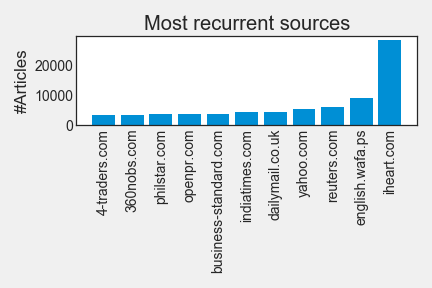 Most recurrent sources
#Articles
20000
10000
0
4-traders.com
360nobs.com
philstar.com
openpr.com
business-standard.com
indiatimes.com
dailymail.co.uk
yahoo.com
reuters.com
english.wafa.ps
iheart.com